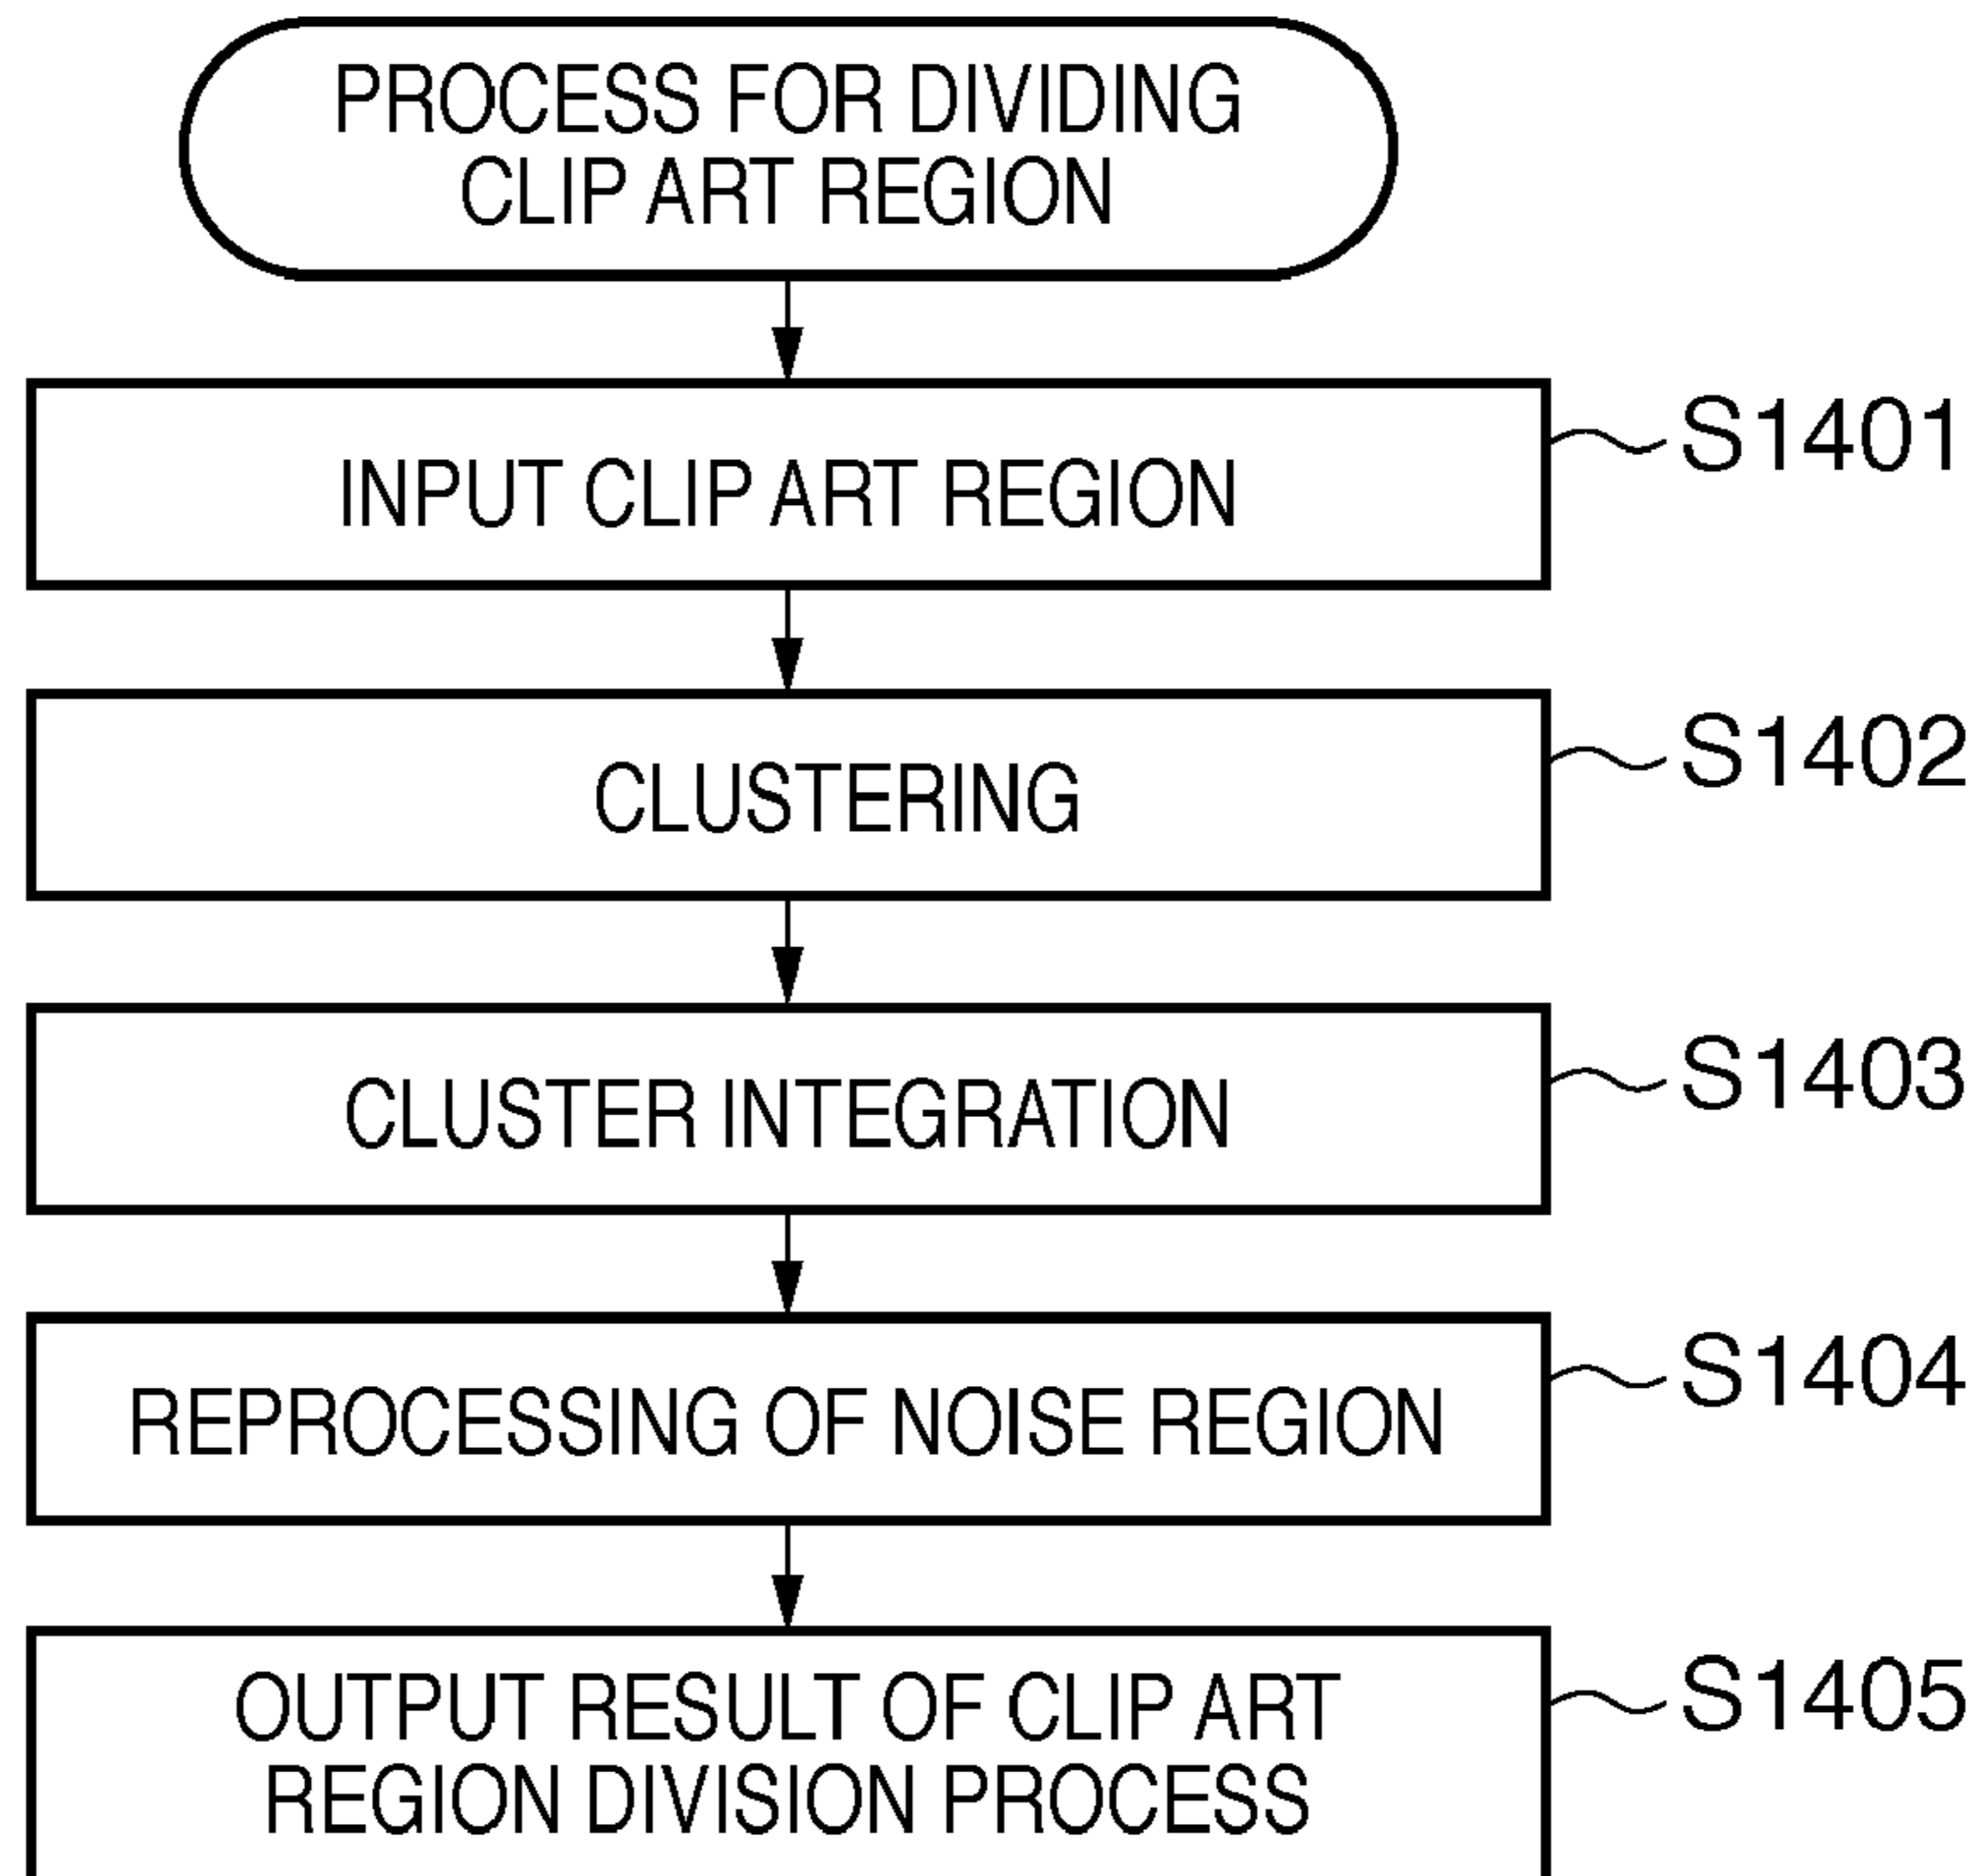 PROCESS FOR DIVIDING
CLIP ART REGION
INPUT CLIP ART REGION
S1401
CLUSTERING
S1402
CLUSTER INTEGRATION
S1403
REPROCESSING OF NOISE REGION
S1404
OUTPUT RESULT OF CLIP ART
REGION DIVISION PROCESS
S1405